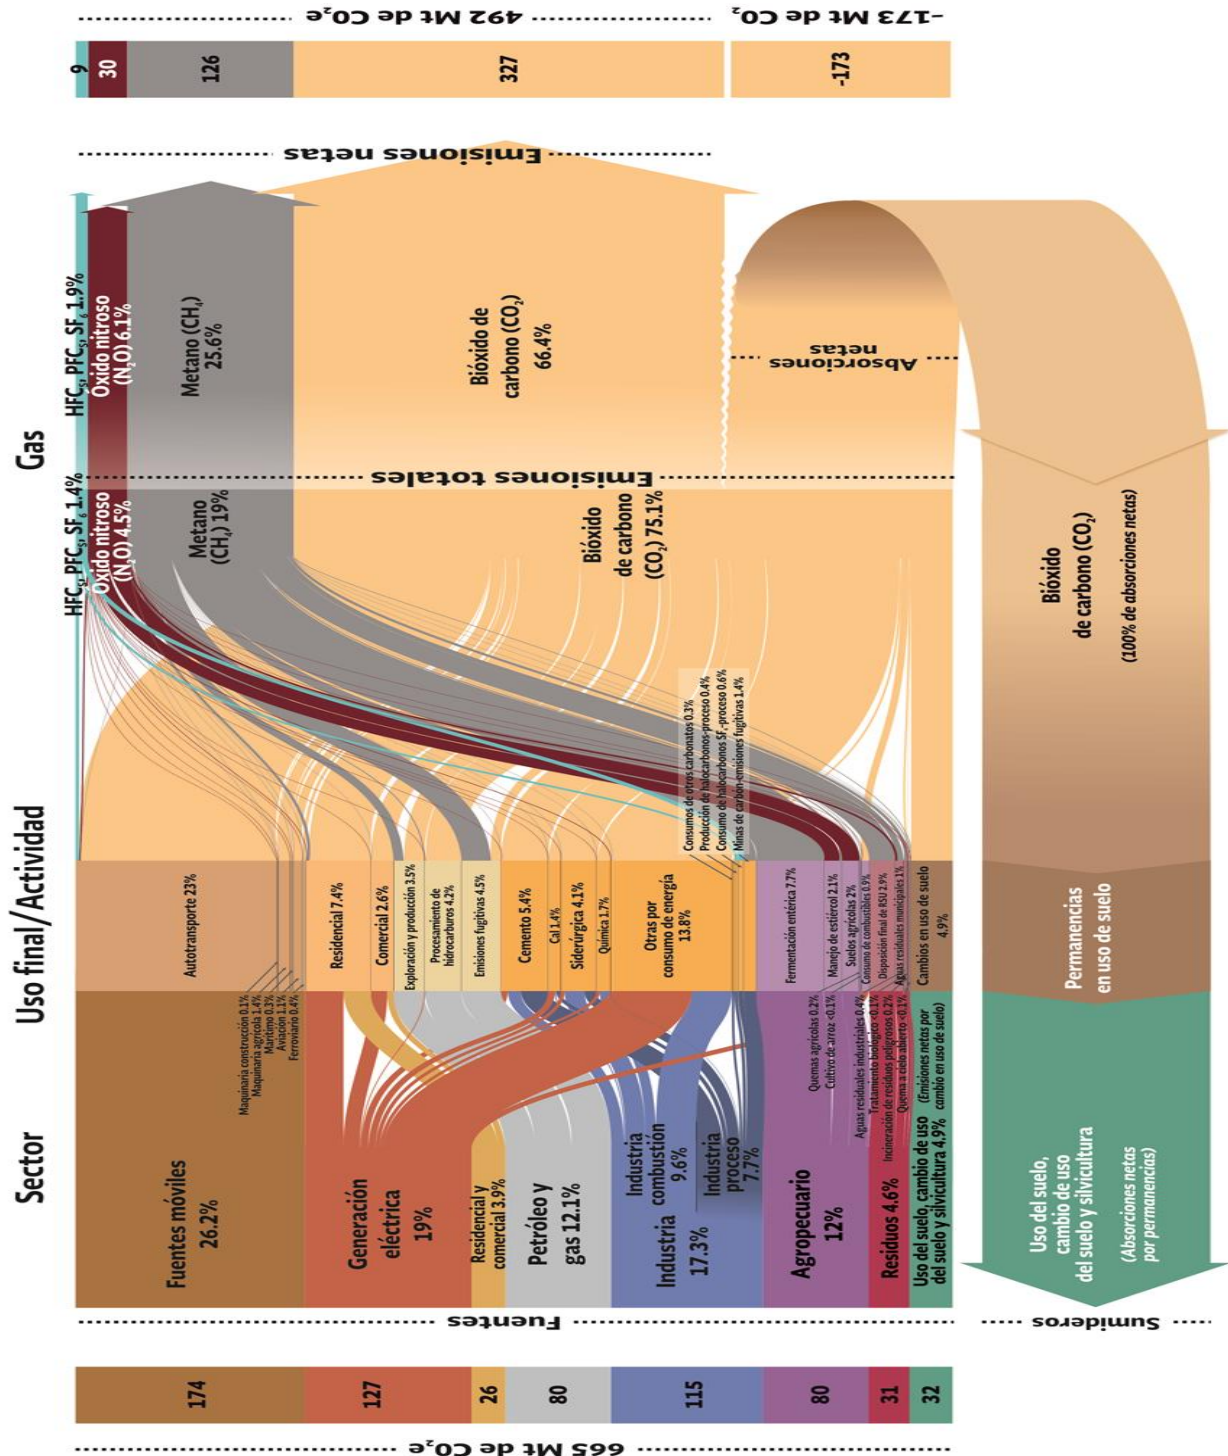 Sector
Uso final/Actividad
Gas
665 Mt de CO₂e
174
127
26
80
115
80
31
32
Fuentes
Sumideros
Fuentes móviles
26.2%
Generación
eléctrica
19%
Residencial y
comercial 3.9%
Petróleo y
gas 12.1%
Industria
17.3%
Industria
combustión
9.6%
Industria
proceso
7.7%
Agropecuario
12%
Residuos 4.6%
Uso del suelo, cambio de uso
del suelo y silvicultura 4.9%
(Emisiones netas por
cambio en uso de suelo)
Uso del suelo,
cambio de uso
del suelo y silvicultura
(Absorciones netas
por permanencias)
Maquinaria construcción 0.1%
Maquinaria agrícola 1.4%
Marítimo 0.3%
Aviación 1.1%
Ferroviario 0.4%
Quemas agrícolas 0.2%
Cultivo de arroz <0.1%
Aguas residuales industriales 0.4%
Tratamiento biológico <0.1%
Incineración de residuos peligrosos 0.2%
Quema a cielo abierto <0.1%
Autotransporte 23%
Residencial 7.4%
Comercial 2.6%
Exploración y producción 3.5%
Procesamiento de
hidrocarburos 4.2%
Emisiones fugitivas 4.5%
Cemento 5.4%
Cal 1.4%
Siderúrgica 4.1%
Química 1.7%
Otras por
consumo de energía
13.8%
Fermentación entérica 7.7%
Manejo de estiércol 2.1%
Suelos agrícolas 2%
Consumo de combustibles 0.9%
Disposición final de RSU 2.9%
Aguas residuales municipales 1%
Cambios en uso de suelo
4.9%
Permanencias
en uso de suelo
Consumos de otros carbonatos 0.3%
Producción de halocarbonos-proceso 0.4%
Consumo de halocarbonos SF₆-proceso 0.6%
Minas de carbón-emisiones fugitivas 1.4%
HFCs, PFCs, SF₆ 1.4%
Óxido nitroso
(N₂O) 4.5%
Metano
(CH₄) 19%
Bióxido
de carbono
(CO₂) 75.1%
Bióxido
de carbono (CO₂)
(100% de absorciones netas)
Emisiones totales
HFCs, PFCs, SF₆ 1.9%
Óxido nitroso
(N₂O) 6.1%
Metano (CH₄)
25.6%
Bióxido de
carbono (CO₂)
66.4%
Absorciones
netas
Emisiones netas
9
30
126
327
-173
492 Mt de CO₂e
-173 Mt de CO₂